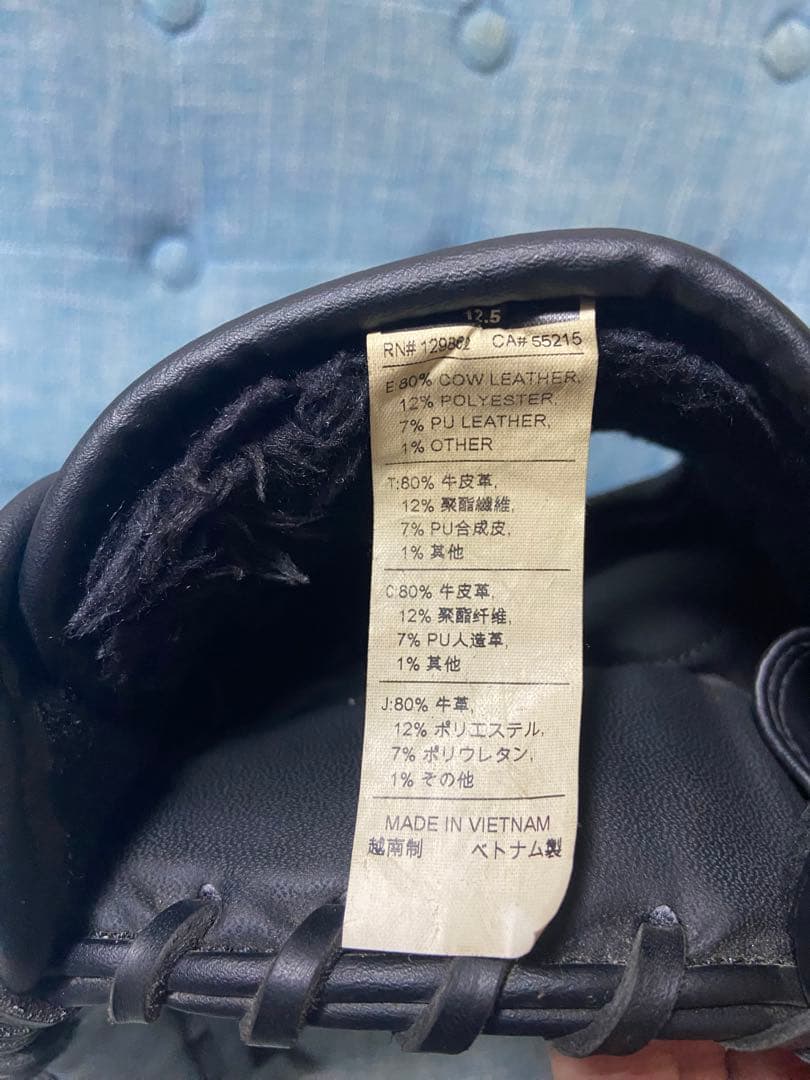 12.5
RN# 129862 CA# 55215
E 80% COW LEATHER,
12% POLYESTER,
7% PU LEATHER,
1% OTHER
T:80% 牛皮革,
12% 聚酯纖維,
7% PU合成皮,
1% 其他
C:80% 牛皮革,
12% 聚酯纤维,
7% PU人造革,
1% 其他
J:80% 牛革,
12% ポリエステル,
7% ポリウレタン,
1% その他
MADE IN VIETNAM
越南制 ベトナム製